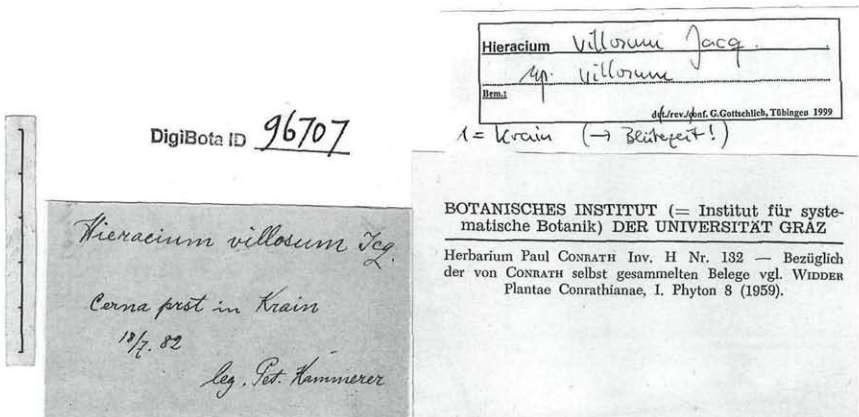 Hieracium villosum Jacq.
ssp. villosum
Bem.:
det./rev./conf. G.Gottschlich, Tübingen 1999
1 = Krain (→ Blütezeit!)
DigiBota ID 96707
Hieracium villosum Jcq.
Cerna prst in Krain
18/7. 82
leg. Pet. Kammerer
BOTANISCHES INSTITUT (= Institut für syste-
matische Botanik) DER UNIVERSITÄT GRAZ
Herbarium Paul CONRATH Inv. H Nr. 132 — Bezüglich
der von CONRATH selbst gesammelten Belege vgl. WIDDER
Plantae Conrathianae, I. Phyton 8 (1959).